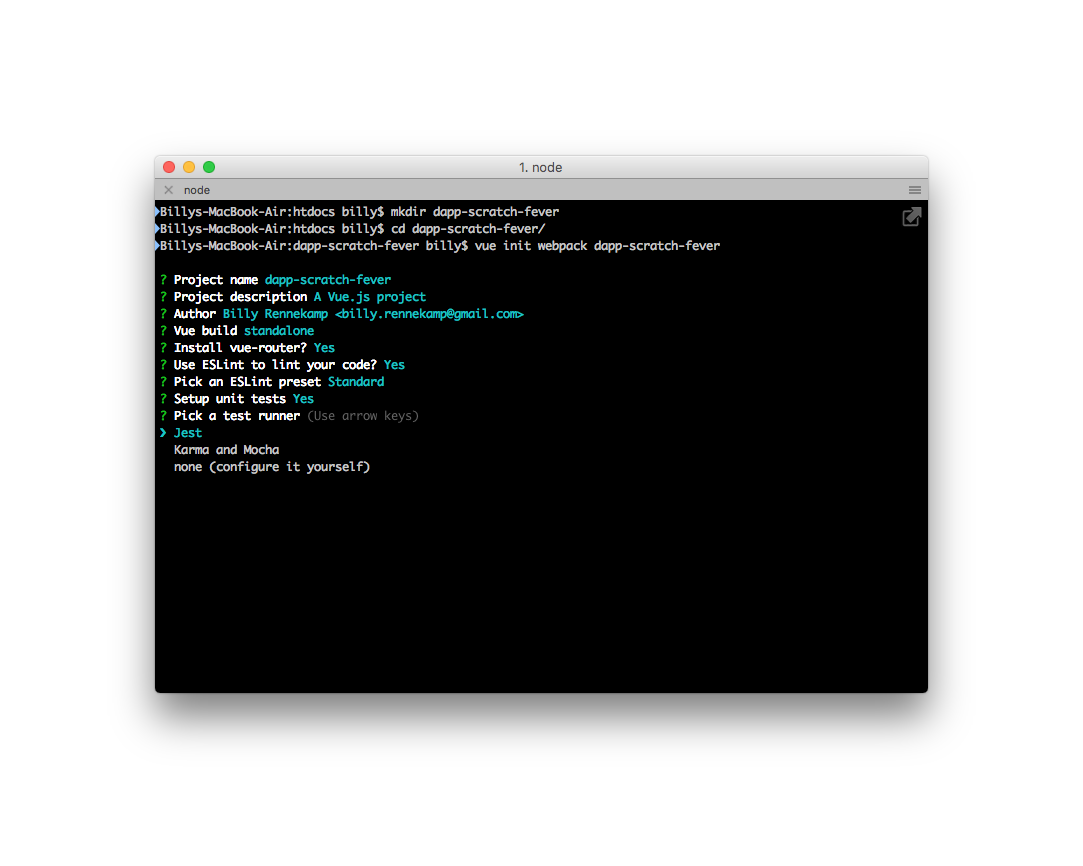 1. node
node
Billys-MacBook-Air:htdocs billy$ mkdir dapp-scratch-fever
Billys-MacBook-Air:htdocs billy$ cd dapp-scratch-fever/
Billys-MacBook-Air:dapp-scratch-fever billy$ vue init webpack dapp-scratch-fever
? Project name dapp-scratch-fever
? Project description A Vue.js project
? Author Billy Rennekamp <billy.rennekamp@gmail.com>
? Vue build standalone
? Install vue-router? Yes
? Use ESLint to lint your code? Yes
? Pick an ESLint preset Standard
? Setup unit tests Yes
? Pick a test runner (Use arrow keys)
❯ Jest
Karma and Mocha
none (configure it yourself)